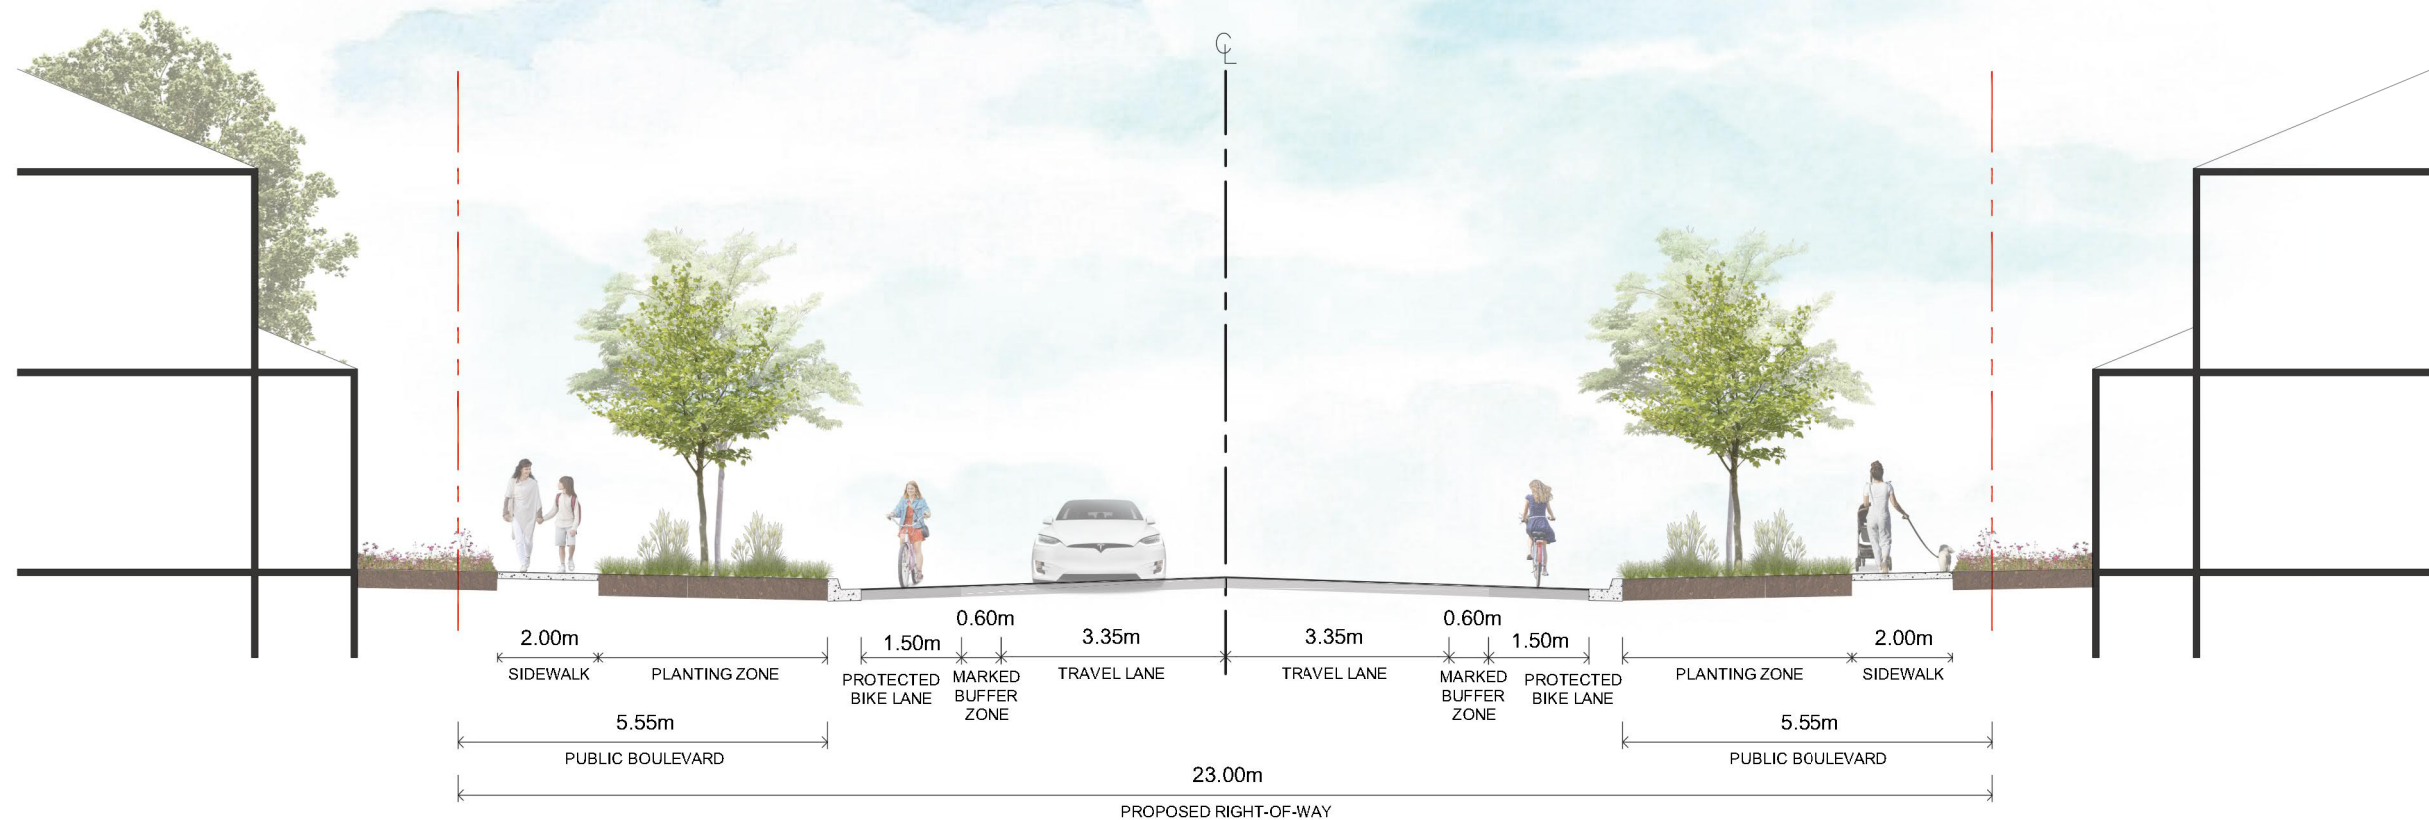 ℄
0.60m
0.60m
2.00m
1.50m
3.35m
3.35m
1.50m
2.00m
SIDEWALK
PLANTING ZONE
PROTECTED
BIKE LANE
MARKED
BUFFER
ZONE
TRAVEL LANE
TRAVEL LANE
MARKED
BUFFER
ZONE
PROTECTED
BIKE LANE
PLANTING ZONE
SIDEWALK
5.55m
5.55m
PUBLIC BOULEVARD
PUBLIC BOULEVARD
23.00m
PROPOSED RIGHT-OF-WAY